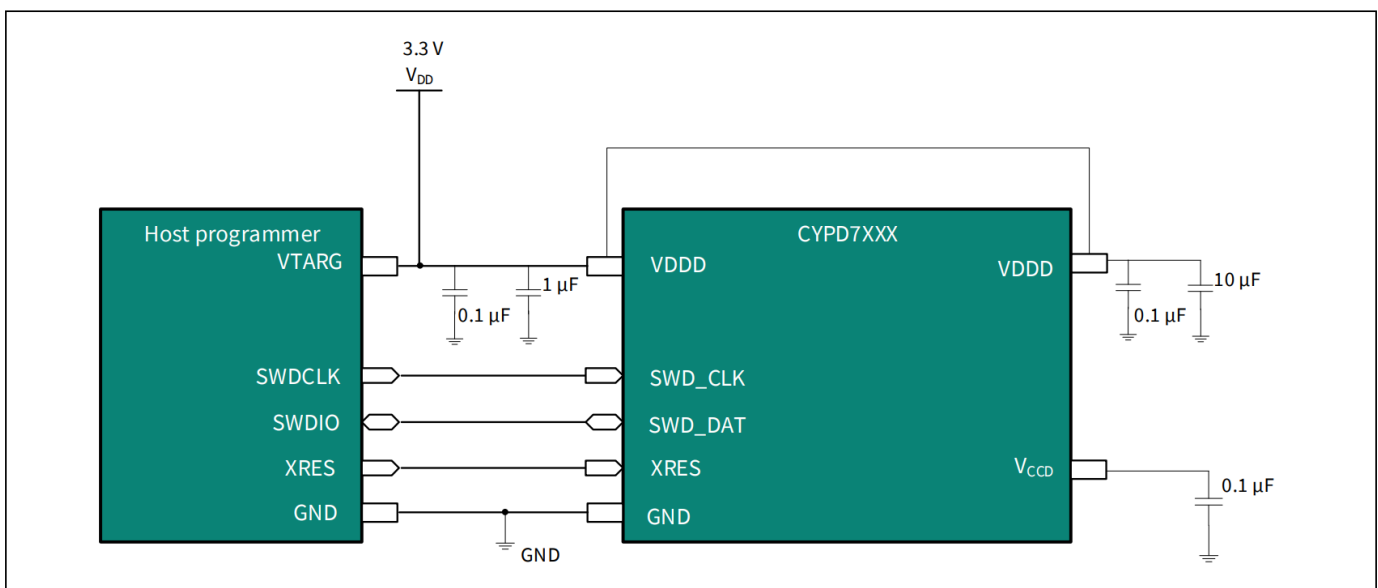 3.3 V
VDD
Host programmer
VTARG
0.1 µF
1 µF
CYPD7XXX
VDDD
VDDD
0.1 µF
10 µF
SWDCLK
SWD_CLK
SWDIO
SWD_DAT
XRES
XRES
VCCD
0.1 µF
GND
GND
GND